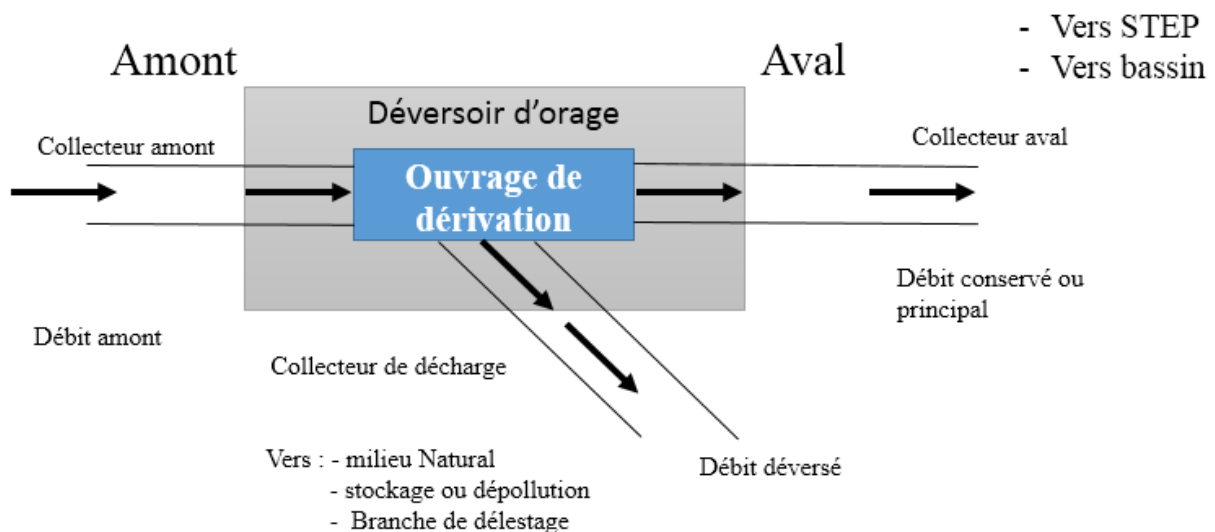 - Vers STEP
- Vers bassin
Amont
Aval
Déversoir d'orage
Collecteur amont
Collecteur aval
Ouvrage de
dérivation
Débit conservé ou
principal
Débit amont
Collecteur de décharge
Vers : - milieu Natural
- stockage ou dépollution
- Branche de délestage
Débit déversé